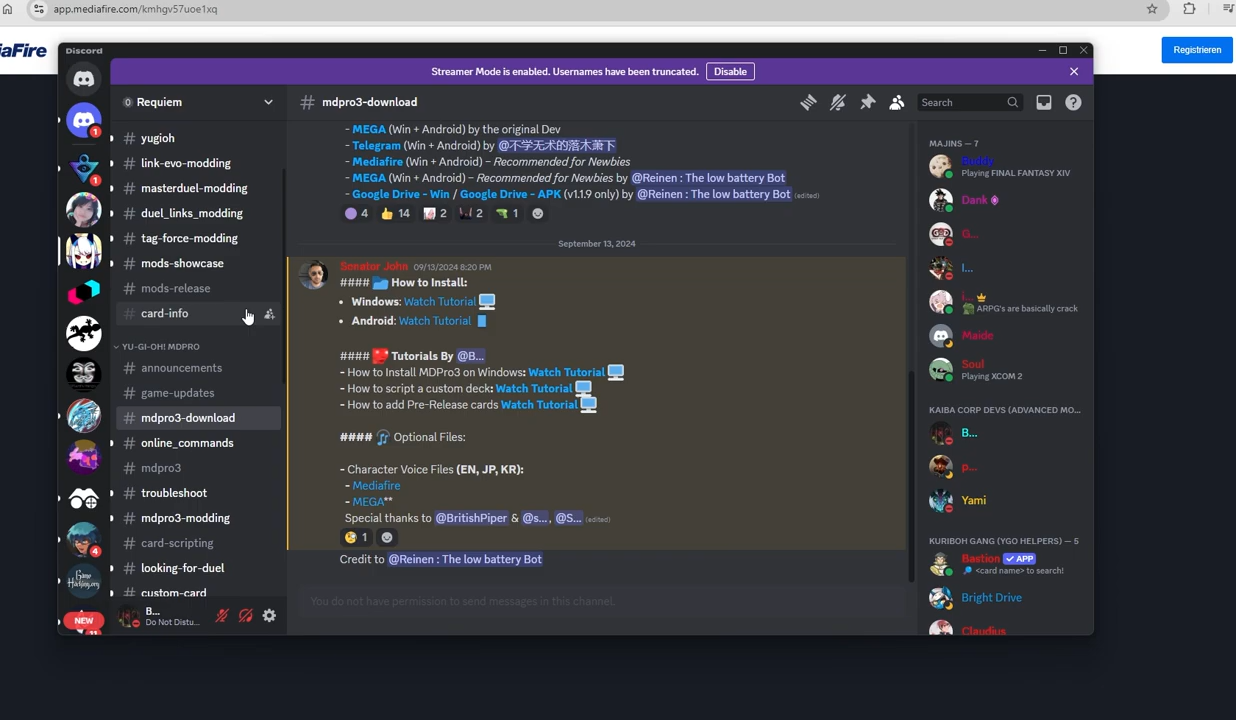 app.mediafire.com/kmhgv57uoe1xq
iaFire
Registrieren
Discord
Streamer Mode is enabled. Usernames have been truncated.
Disable
Requiem
# mdpro3-download
Search
# yugioh
# link-evo-modding
# masterduel-modding
# duel_links_modding
# tag-force-modding
# mods-showcase
# mods-release
# card-info
YU-GI-OH! MDPRO
# announcements
# game-updates
# mdpro3-download
# online_commands
# mdpro3
# troubleshoot
# mdpro3-modding
# card-scripting
# looking-for-duel
# custom-card
B...
Do Not Distu...
1
1
4
Game Hacking.org
NEW
11
- MEGA (Win + Android) by the original Dev
- Telegram (Win + Android) by @不学无术的落木萧下
- Mediafire (Win + Android) – Recommended for Newbies
- MEGA (Win + Android) – Recommended for Newbies by @Reinen : The low battery Bot
- Google Drive - Win / Google Drive - APK (v1.1.9 only) by @Reinen : The low battery Bot (edited)
4 14 2 2 1
September 13, 2024
Senator John 09/13/2024 8:20 PM
#### How to Install:
• Windows: Watch Tutorial
• Android: Watch Tutorial
#### Tutorials By @B...
- How to Install MDPro3 on Windows: Watch Tutorial
- How to script a custom deck: Watch Tutorial
- How to add Pre-Release cards Watch Tutorial
#### Optional Files:
- Character Voice Files (EN, JP, KR):
- Mediafire
- MEGA**
Special thanks to @BritishPiper & @s..., @S... (edited)
1
Credit to @Reinen : The low battery Bot
You do not have permission to send messages in this channel.
MAJINS — 7
Buddy
Playing FINAL FANTASY XIV
Dank
G...
I...
i...
ARPG's are basically crack
Maide
Soul
Playing XCOM 2
KAIBA CORP DEVS (ADVANCED MO...
B...
p...
Yami
KURIBOH GANG (YGO HELPERS) — 5
Bastion APP
<card name> to search!
Bright Drive
Claudius